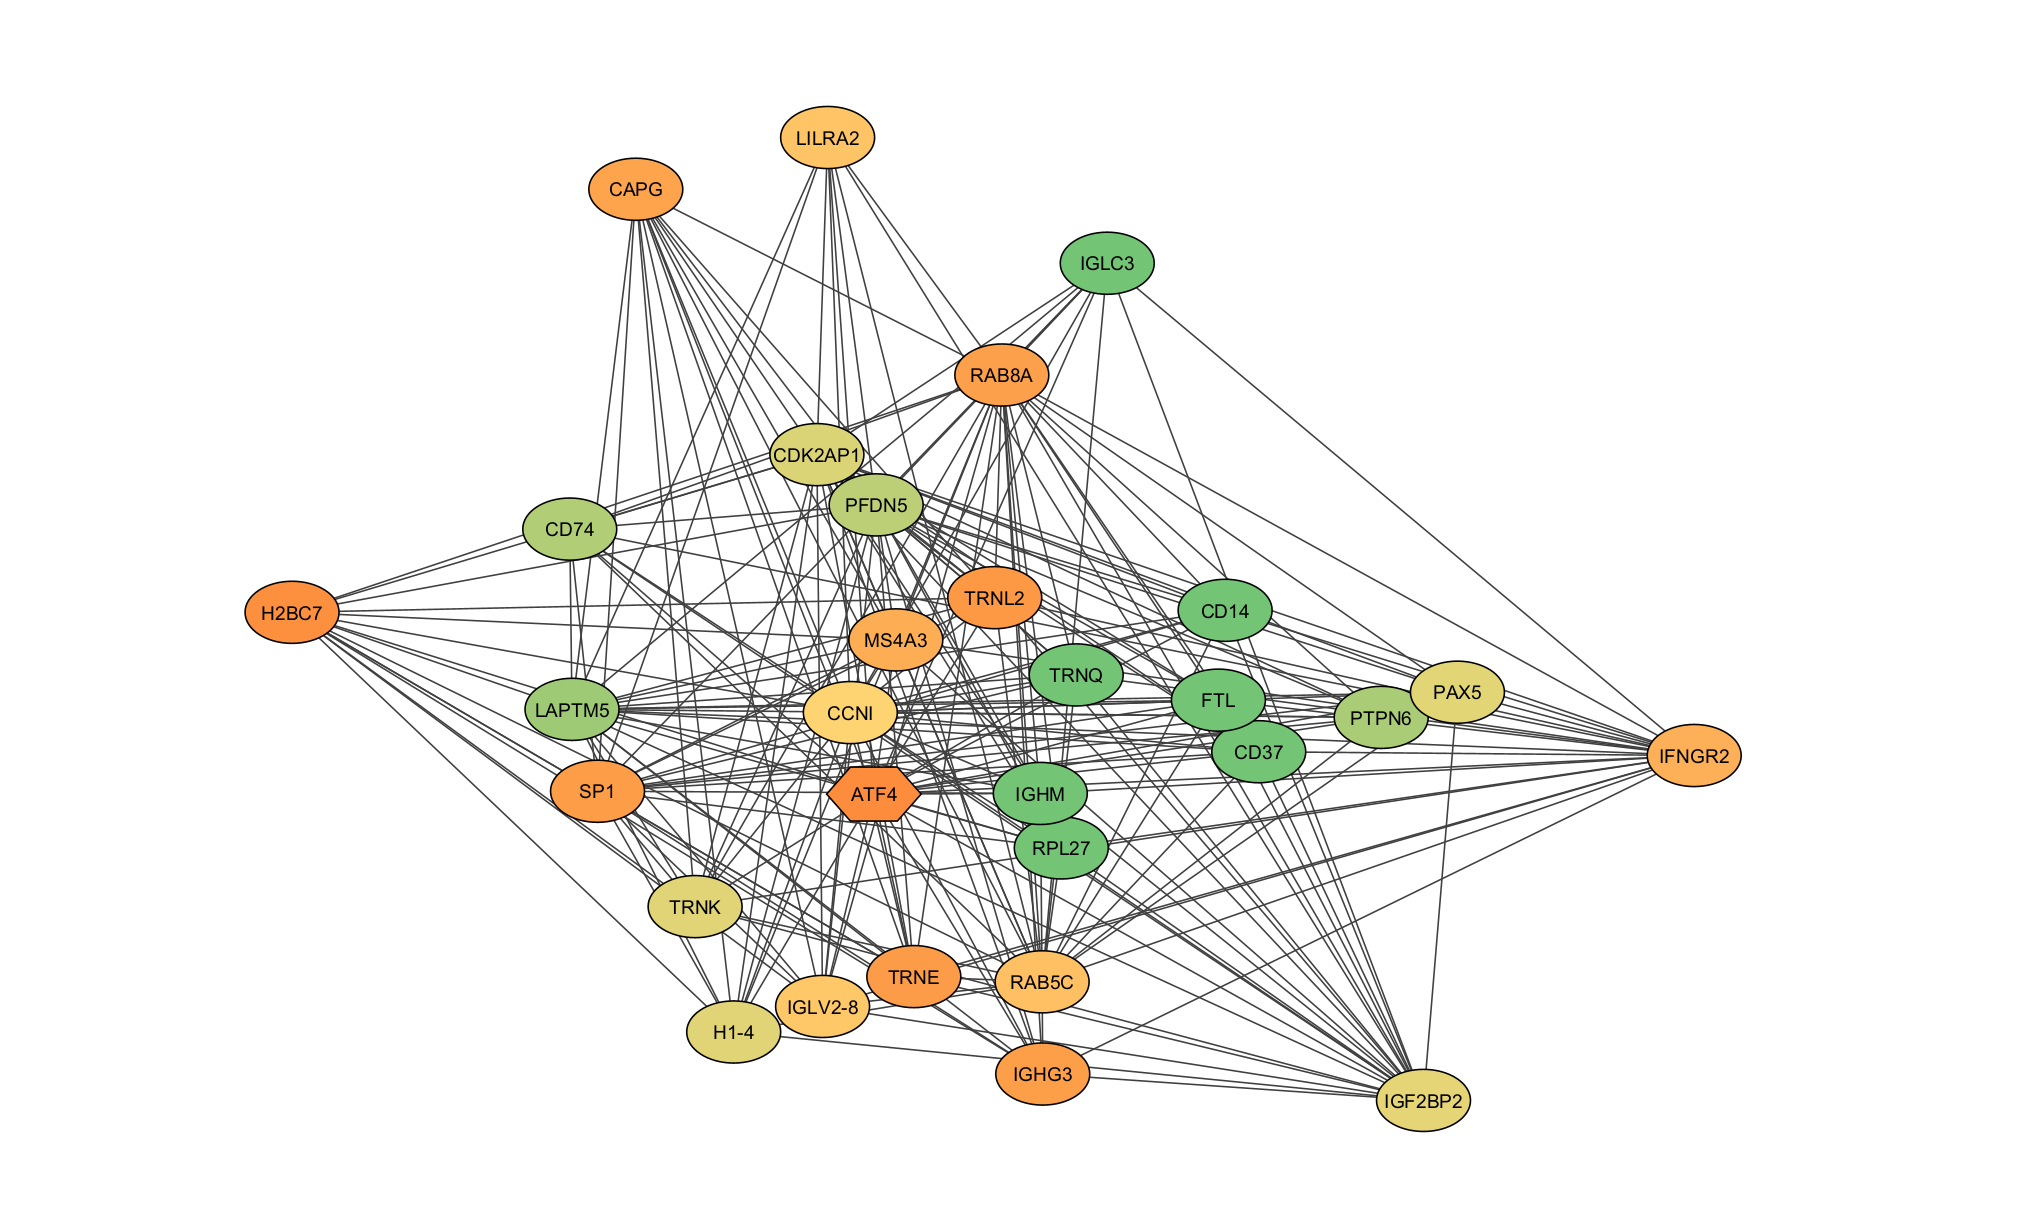 LILRA2
CAPG
IGLC3
RAB8A
CDK2AP1
PFDN5
CD74
TRNL2
H2BC7
CD14
MS4A3
TRNQ
PAX5
FTL
LAPTM5
CCNI
PTPN6
CD37
IFNGR2
SP1
ATF4
IGHM
RPL27
TRNK
TRNE
RAB5C
IGLV2-8
H1-4
IGHG3
IGF2BP2